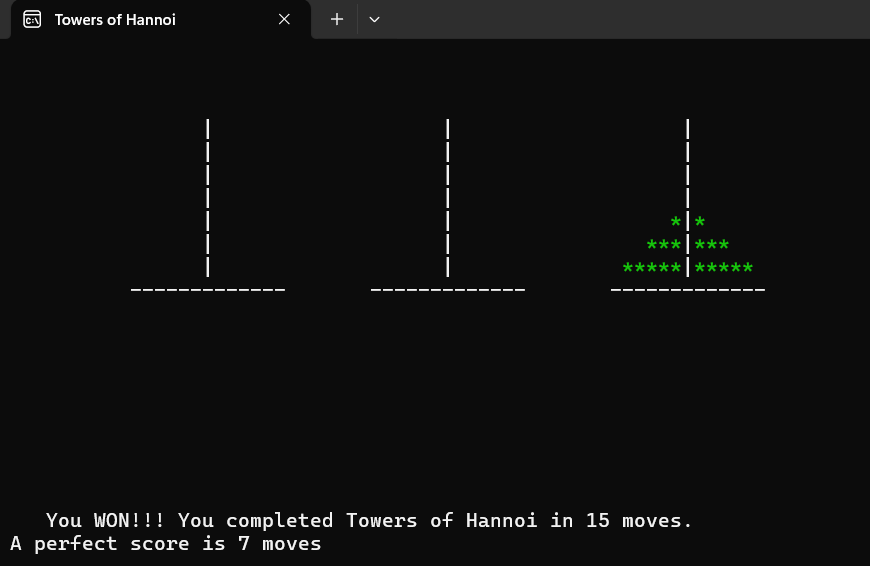 Towers of Hannoi
You WON!!! You completed Towers of Hannoi in 15 moves.
A perfect score is 7 moves